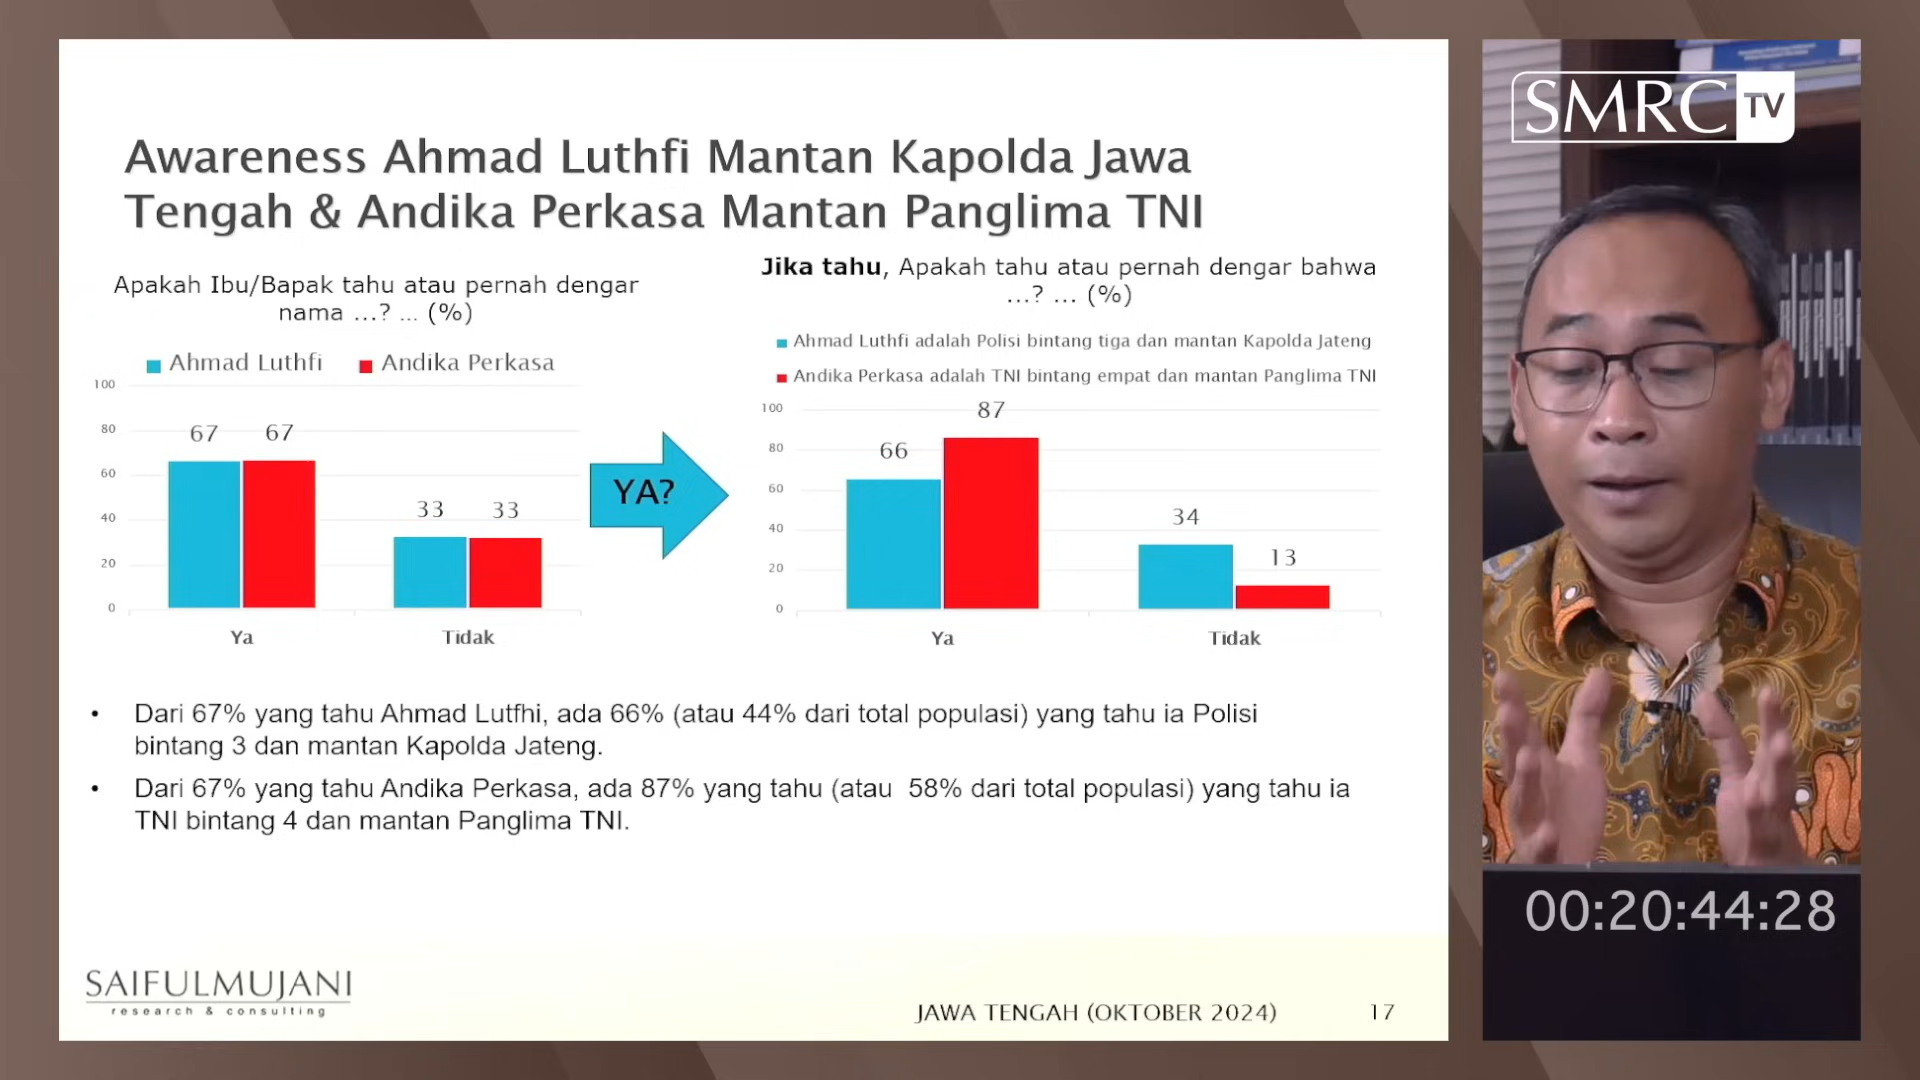 SMRC TV
Awareness Ahmad Luthfi Mantan Kapolda Jawa
Tengah & Andika Perkasa Mantan Panglima TNI
Apakah Ibu/Bapak tahu atau pernah dengar
nama ...? ... (%)
Ahmad Luthfi Andika Perkasa
100
80
60
40
20
0
67 67
33 33
Ya Tidak
YA?
Jika tahu, Apakah tahu atau pernah dengar bahwa
...? ... (%)
Ahmad Luthfi adalah Polisi bintang tiga dan mantan Kapolda Jateng
Andika Perkasa adalah TNI bintang empat dan mantan Panglima TNI
100
80
60
40
20
0
66 87
34 13
Ya Tidak
• Dari 67% yang tahu Ahmad Lutfhi, ada 66% (atau 44% dari total populasi) yang tahu ia Polisi
bintang 3 dan mantan Kapolda Jateng.
• Dari 67% yang tahu Andika Perkasa, ada 87% yang tahu (atau 58% dari total populasi) yang tahu ia
TNI bintang 4 dan mantan Panglima TNI.
00:20:44:28
SAIFULMUJANI
research & consulting
JAWA TENGAH (OKTOBER 2024) 17